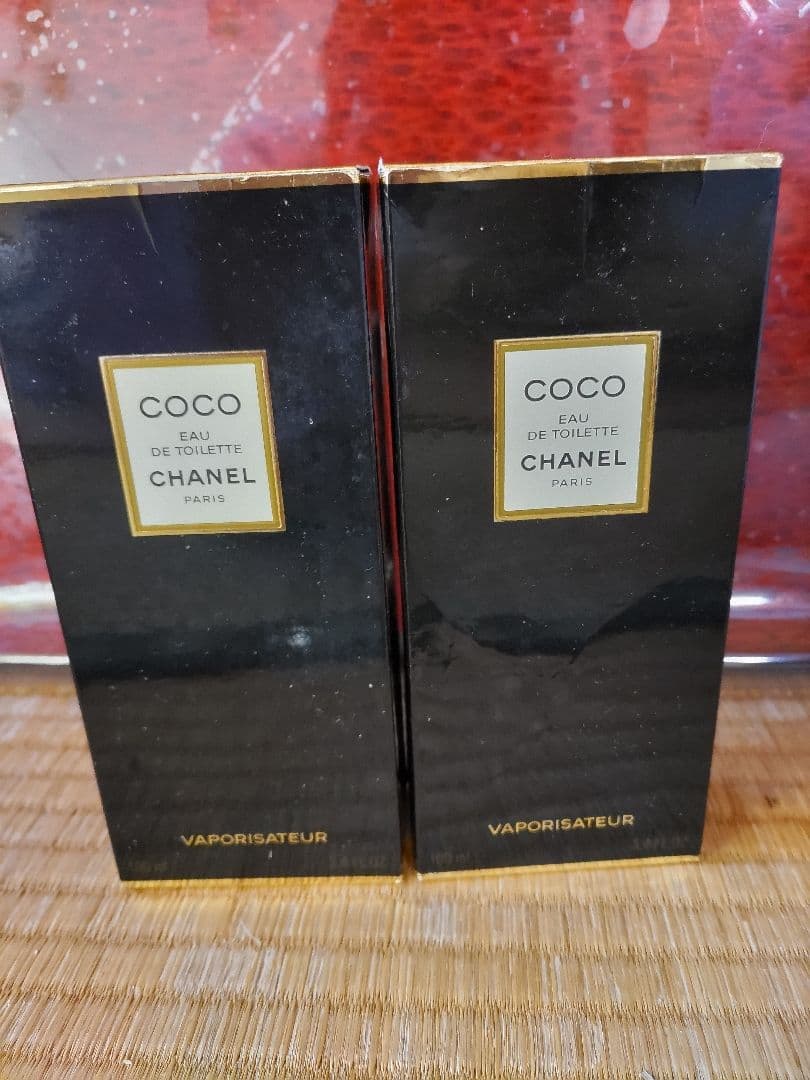 COCO
EAU
DE TOILETTE
CHANEL
PARIS
VAPORISATEUR
COCO
EAU
DE TOILETTE
CHANEL
PARIS
VAPORISATEUR